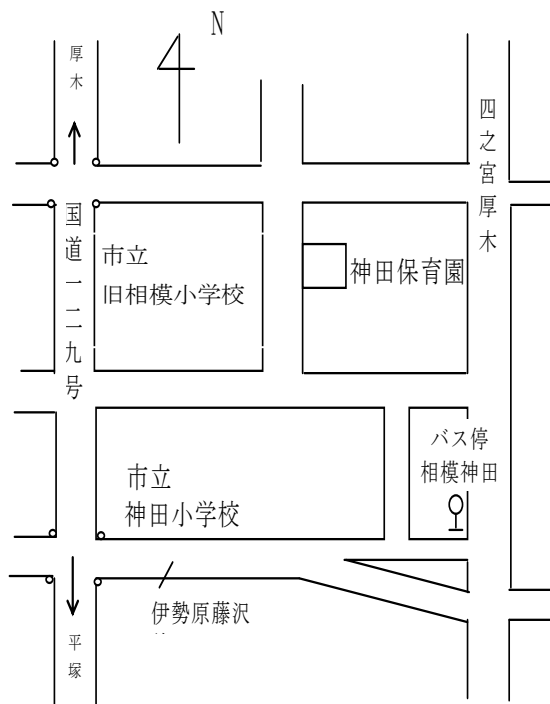 N
厚木
四之宮厚木
国道一二九号
市立
旧相模小学校
神田保育園
バス停
相模神田
市立
神田小学校
伊勢原藤沢
平塚